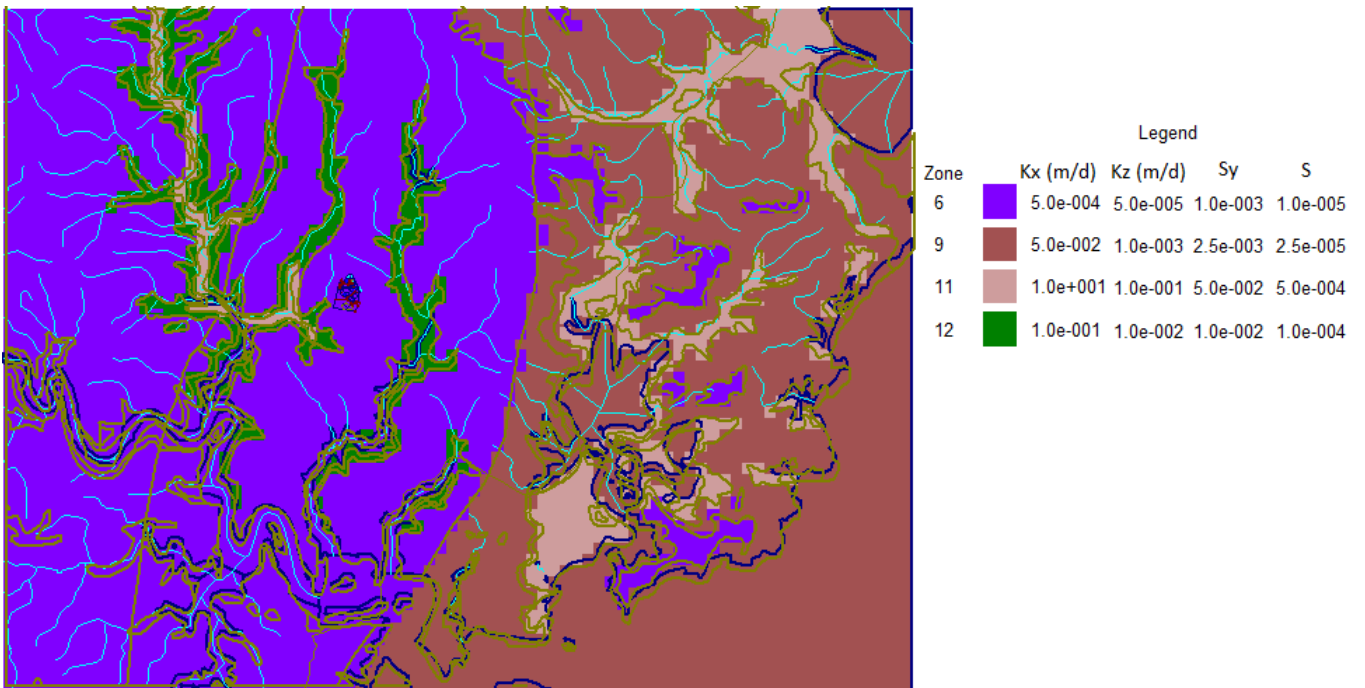 Legend
Zone Kx (m/d) Kz (m/d) Sy S
6 5.0e-004 5.0e-005 1.0e-003 1.0e-005
9 5.0e-002 1.0e-003 2.5e-003 2.5e-005
11 1.0e+001 1.0e-001 5.0e-002 5.0e-004
12 1.0e-001 1.0e-002 1.0e-002 1.0e-004